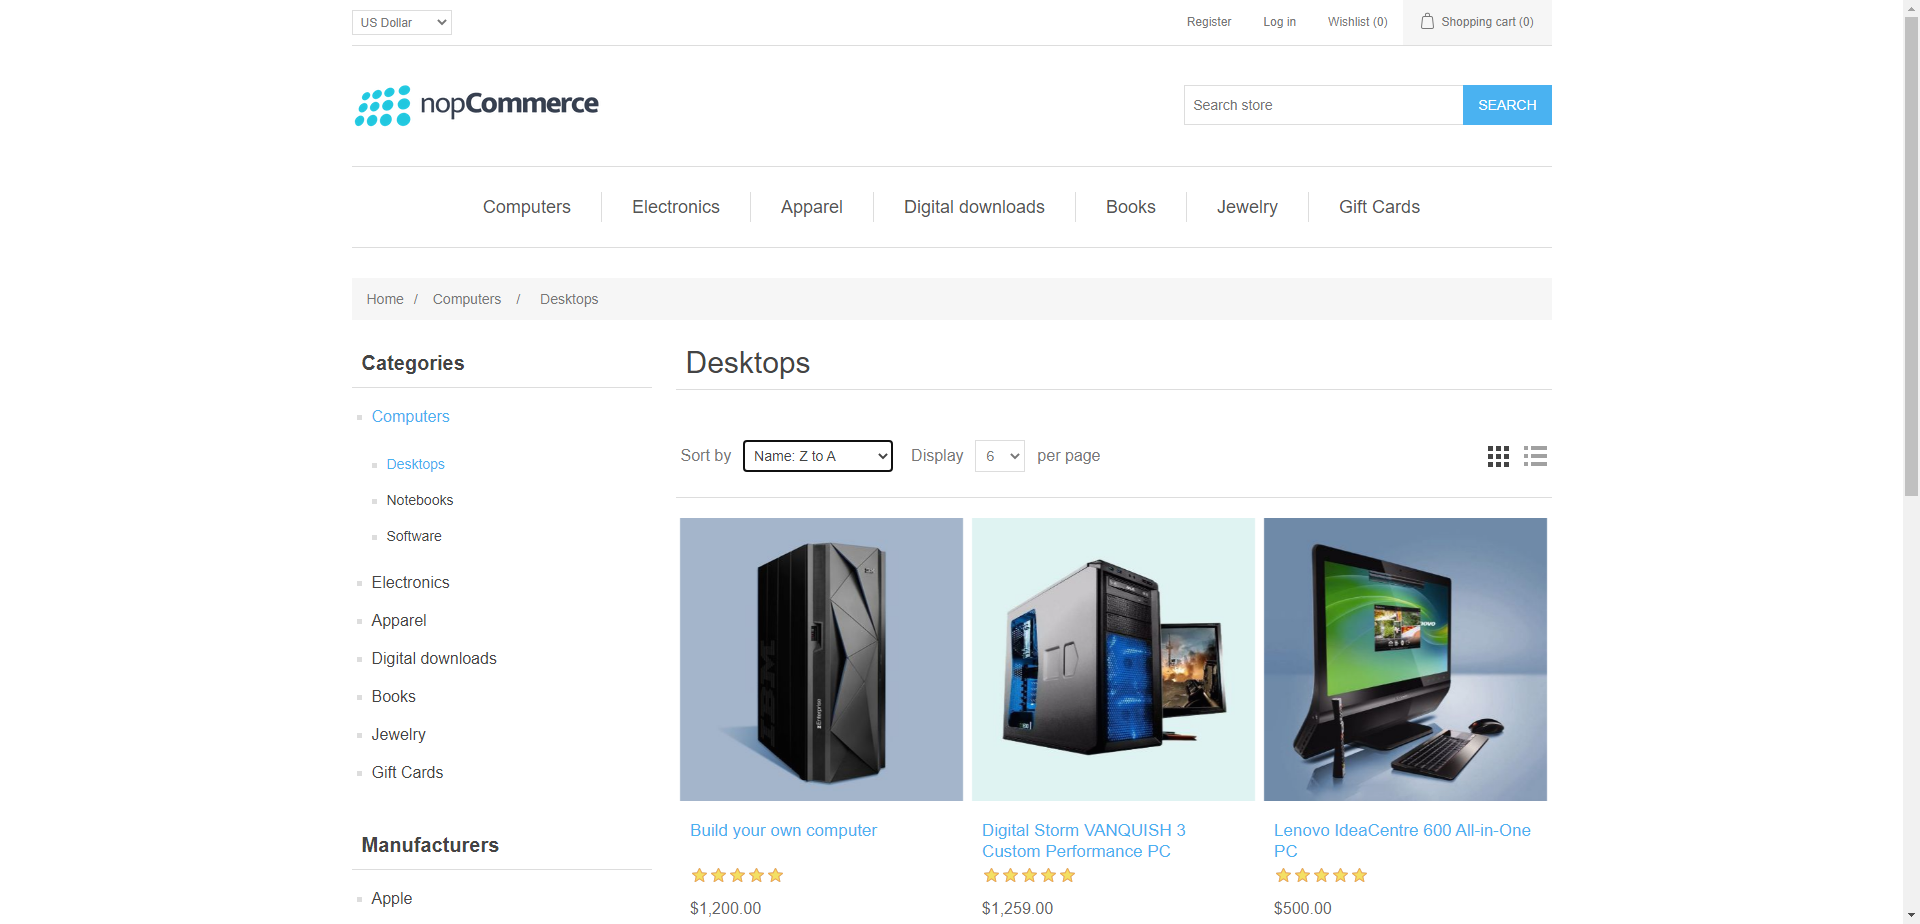 US Dollar
Register
Log in
Wishlist (0)
Shopping cart (0)
nopCommerce
Search store
SEARCH
Computers
Electronics
Apparel
Digital downloads
Books
Jewelry
Gift Cards
Home / Computers / Desktops
Categories
Computers
Desktops
Notebooks
Software
Electronics
Apparel
Digital downloads
Books
Jewelry
Gift Cards
Manufacturers
Apple
Desktops
Sort by Name: Z to A Display 6 per page
IBM
Build your own computer
$1,200.00
Digital Storm VANQUISH 3
Custom Performance PC
$1,259.00
Lenovo IdeaCentre 600 All-in-One
PC
$500.00